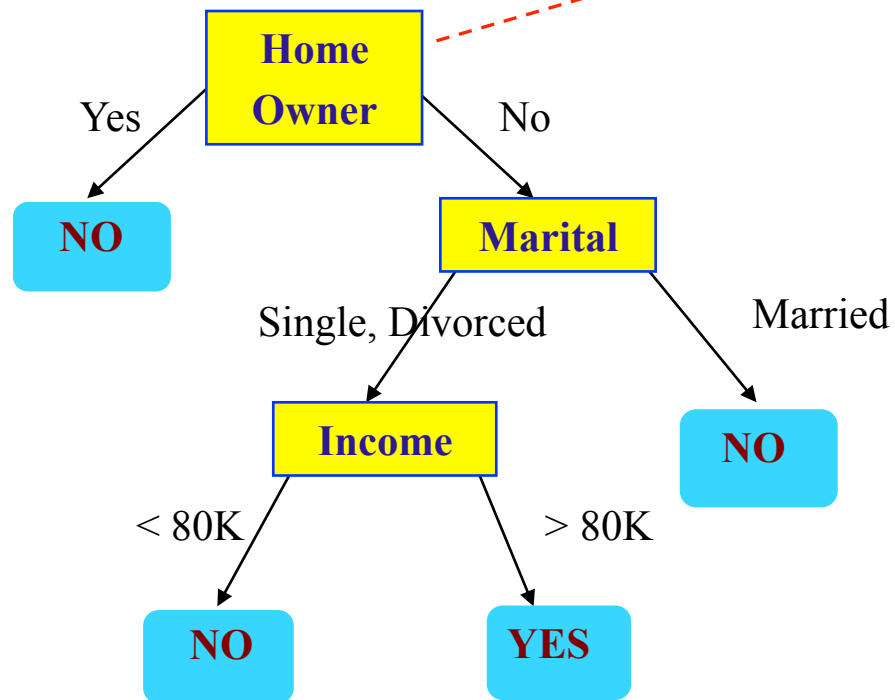 Home
Owner
Yes
No
NO
Marital
Single, Divorced
Married
Income
NO
< 80K
> 80K
NO
YES